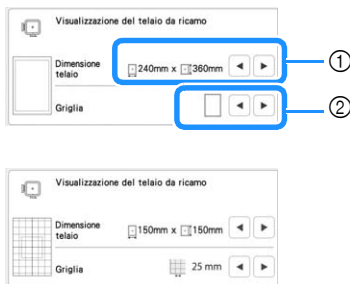 Visualizzazione del telaio da ricamo
Dimensione
telaio
240mm x 360mm
①
Griglia
②
Visualizzazione del telaio da ricamo
Dimensione
telaio
150mm x 150mm
Griglia
25 mm